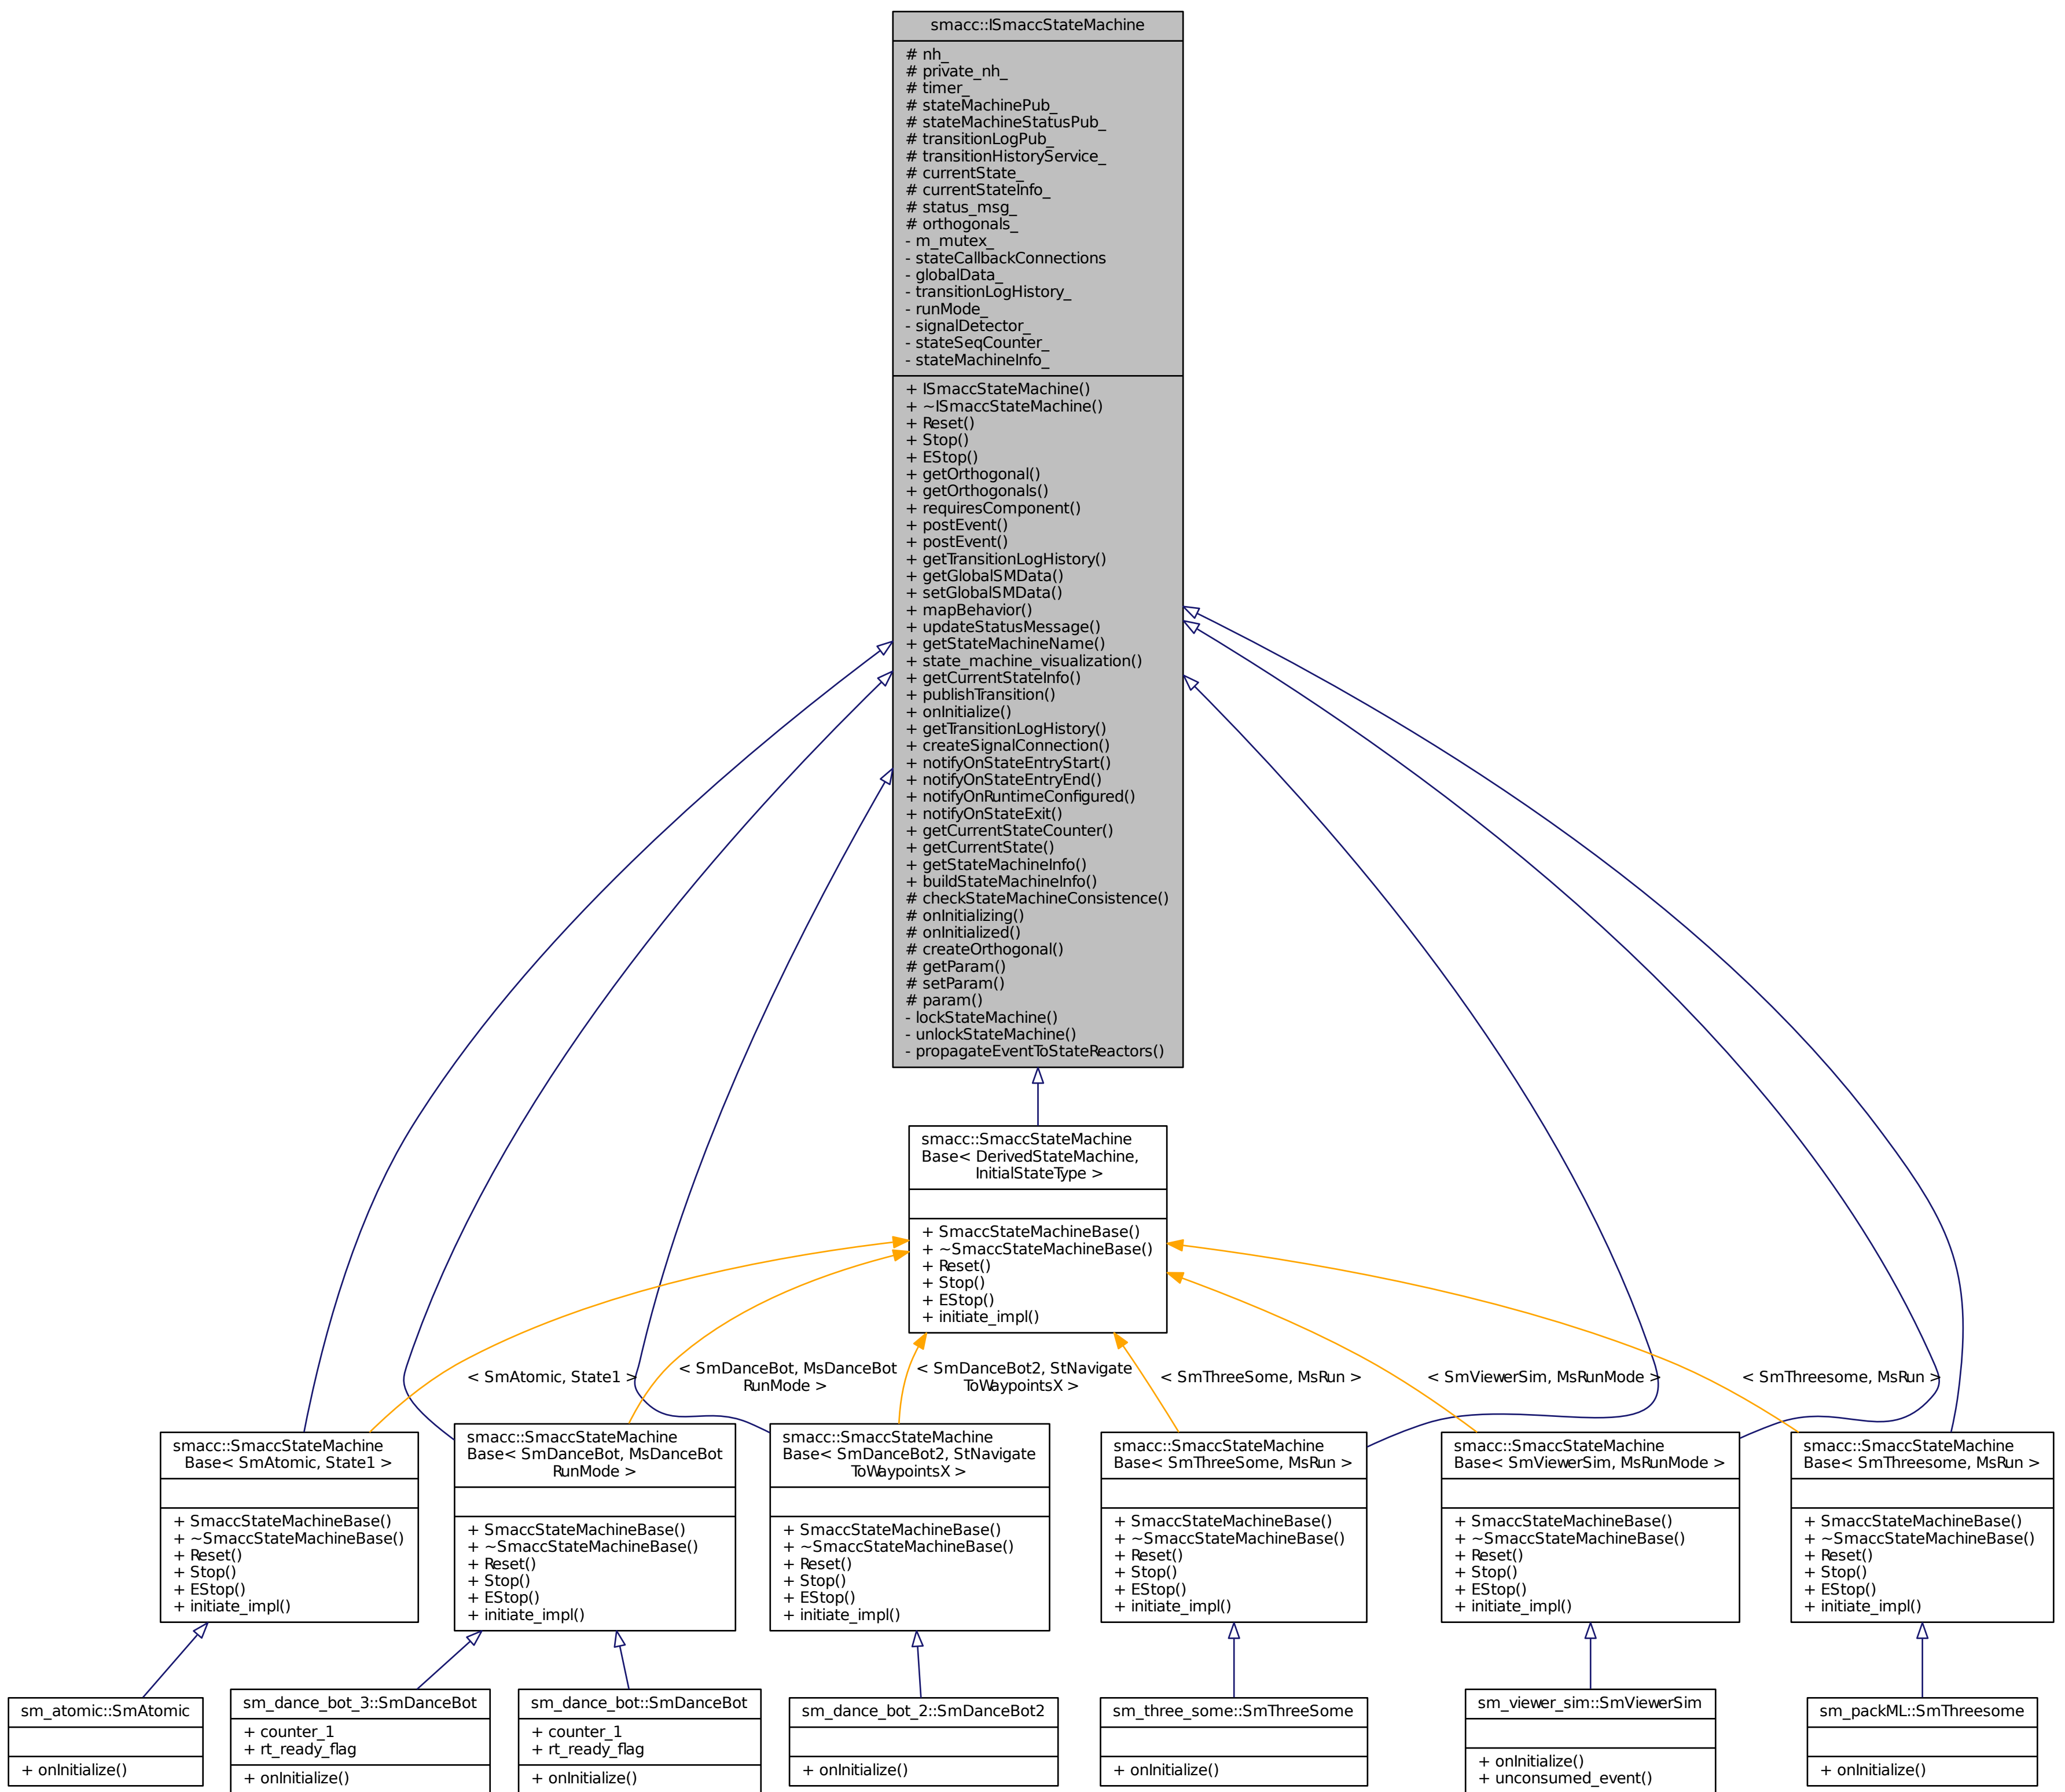 smacc::ISmaccStateMachine
# nh_
# private_nh_
# timer_
# stateMachinePub_
# stateMachineStatusPub_
# transitionLogPub_
# transitionHistoryService_
# currentState_
# currentStateInfo_
# status_msg_
# orthogonals_
- m_mutex_
- stateCallbackConnections
- globalData_
- transitionLogHistory_
- runMode_
- signalDetector_
- stateSeqCounter_
- stateMachineInfo_
+ ISmaccStateMachine()
+ ~ISmaccStateMachine()
+ Reset()
+ Stop()
+ EStop()
+ getOrthogonal()
+ getOrthogonals()
+ requiresComponent()
+ postEvent()
+ postEvent()
+ getTransitionLogHistory()
+ getGlobalSMData()
+ setGlobalSMData()
+ mapBehavior()
+ updateStatusMessage()
+ getStateMachineName()
+ state_machine_visualization()
+ getCurrentStateInfo()
+ publishTransition()
+ onInitialize()
+ getTransitionLogHistory()
+ createSignalConnection()
+ notifyOnStateEntryStart()
+ notifyOnStateEntryEnd()
+ notifyOnRuntimeConfigured()
+ notifyOnStateExit()
+ getCurrentStateCounter()
+ getCurrentState()
+ getStateMachineInfo()
+ buildStateMachineInfo()
# checkStateMachineConsistence()
# onInitializing()
# onInitialized()
# createOrthogonal()
# getParam()
# setParam()
# param()
- lockStateMachine()
- unlockStateMachine()
- propagateEventToStateReactors()
smacc::SmaccStateMachine
Base< DerivedStateMachine,
InitialStateType >
+ SmaccStateMachineBase()
+ ~SmaccStateMachineBase()
+ Reset()
+ Stop()
+ EStop()
+ initiate_impl()
< SmAtomic, State1 >
< SmDanceBot, MsDanceBot
RunMode >
< SmDanceBot2, StNavigate
ToWaypointsX >
< SmThreeSome, MsRun >
< SmViewerSim, MsRunMode >
< SmThreesome, MsRun >
smacc::SmaccStateMachine
Base< SmAtomic, State1 >
+ SmaccStateMachineBase()
+ ~SmaccStateMachineBase()
+ Reset()
+ Stop()
+ EStop()
+ initiate_impl()
smacc::SmaccStateMachine
Base< SmDanceBot, MsDanceBot
RunMode >
+ SmaccStateMachineBase()
+ ~SmaccStateMachineBase()
+ Reset()
+ Stop()
+ EStop()
+ initiate_impl()
smacc::SmaccStateMachine
Base< SmDanceBot2, StNavigate
ToWaypointsX >
+ SmaccStateMachineBase()
+ ~SmaccStateMachineBase()
+ Reset()
+ Stop()
+ EStop()
+ initiate_impl()
smacc::SmaccStateMachine
Base< SmThreeSome, MsRun >
+ SmaccStateMachineBase()
+ ~SmaccStateMachineBase()
+ Reset()
+ Stop()
+ EStop()
+ initiate_impl()
smacc::SmaccStateMachine
Base< SmViewerSim, MsRunMode >
+ SmaccStateMachineBase()
+ ~SmaccStateMachineBase()
+ Reset()
+ Stop()
+ EStop()
+ initiate_impl()
smacc::SmaccStateMachine
Base< SmThreesome, MsRun >
+ SmaccStateMachineBase()
+ ~SmaccStateMachineBase()
+ Reset()
+ Stop()
+ EStop()
+ initiate_impl()
sm_atomic::SmAtomic
+ onInitialize()
sm_dance_bot_3::SmDanceBot
+ counter_1
+ rt_ready_flag
+ onInitialize()
sm_dance_bot::SmDanceBot
+ counter_1
+ rt_ready_flag
+ onInitialize()
sm_dance_bot_2::SmDanceBot2
+ onInitialize()
sm_three_some::SmThreeSome
+ onInitialize()
sm_viewer_sim::SmViewerSim
+ onInitialize()
+ unconsumed_event()
sm_packML::SmThreesome
+ onInitialize()